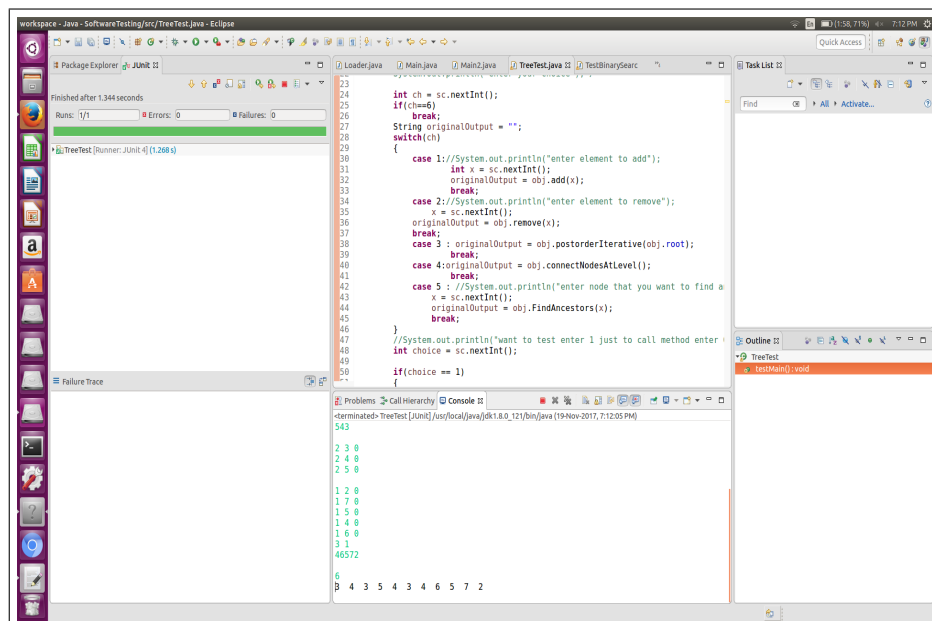 workspace - Java - SoftwareTesting/src/TreeTest.java - Eclipse
En (1:58, 71%) 7:12 PM
Quick Access
Package Explorer JUnit
Finished after 1.344 seconds
Runs: 1/1 Errors: 0 Failures: 0
TreeTest [Runner: JUnit 4] (1.268 s)
Failure Trace
Loader.java Main.java Main2.java TreeTest.java TestBinarySearc
23
24 int ch = sc.nextInt();
25 if(ch==6)
26 break;
27 String originalOutput = "";
28 switch(ch)
29 {
30 case 1://System.out.println("enter element to add");
31 int x = sc.nextInt();
32 originalOutput = obj.add(x);
33 break;
34 case 2://System.out.println("enter element to remove");
35 x = sc.nextInt();
36 originalOutput = obj.remove(x);
37 break;
38 case 3 : originalOutput = obj.postorderIterative(obj.root);
39 break;
40 case 4:originalOutput = obj.connectNodesAtLevel();
41 break;
42 case 5 : //System.out.println("enter node that you want to find a
43 x = sc.nextInt();
44 originalOutput = obj.FindAncestors(x);
45 break;
46 }
47 //System.out.println("want to test enter 1 just to call method enter
48 int choice = sc.nextInt();
49
50 if(choice == 1)
{
Problems Call Hierarchy Console
<terminated> TreeTest [JUnit] /usr/local/java/jdk1.8.0_121/bin/java (19-Nov-2017, 7:12:05 PM)
543
2 3 0
2 4 0
2 5 0
1 2 0
1 7 0
1 5 0
1 4 0
1 6 0
3 1
46572
6
3 4 3 5 4 3 4 6 5 7 2
Task List
Find All Activate...
Outline
TreeTest
testMain() : void